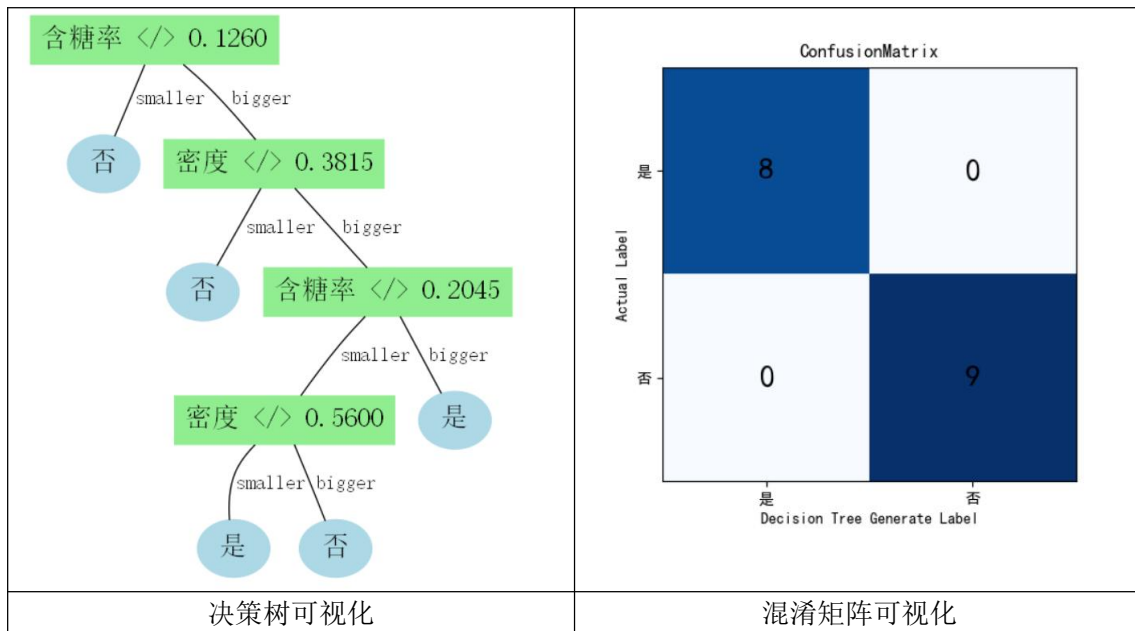 含糖率 </> 0.1260
smaller
bigger
否
密度 </> 0.3815
smaller
bigger
否
含糖率 </> 0.2045
smaller
bigger
密度 </> 0.5600
是
smaller
bigger
是
否
决策树可视化
ConfusionMatrix
Actual Label
是
8
0
否
0
9
是
否
Decision Tree Generate Label
混淆矩阵可视化